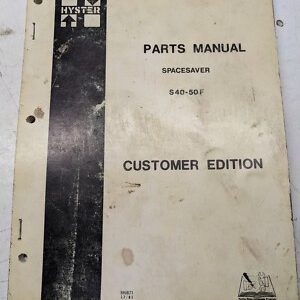 HYSTER
PARTS MANUAL
SPACESAVER
S40-50F
CUSTOMER EDITION